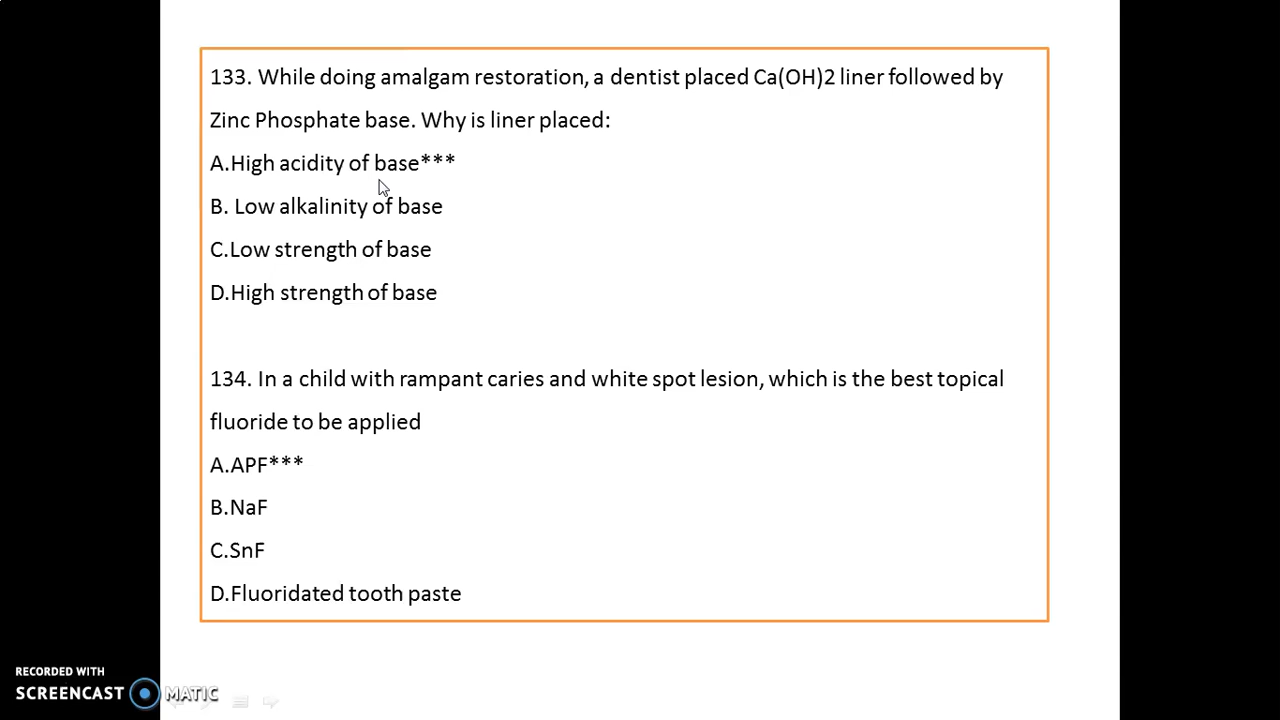 133. While doing amalgam restoration, a dentist placed Ca(OH)2 liner followed by
Zinc Phosphate base. Why is liner placed:
A.High acidity of base***
B. Low alkalinity of base
C.Low strength of base
D.High strength of base
134. In a child with rampant caries and white spot lesion, which is the best topical
fluoride to be applied
A.APF***
B.NaF
C.SnF
D.Fluoridated tooth paste
RECORDED WITH
SCREENCAST MATIC